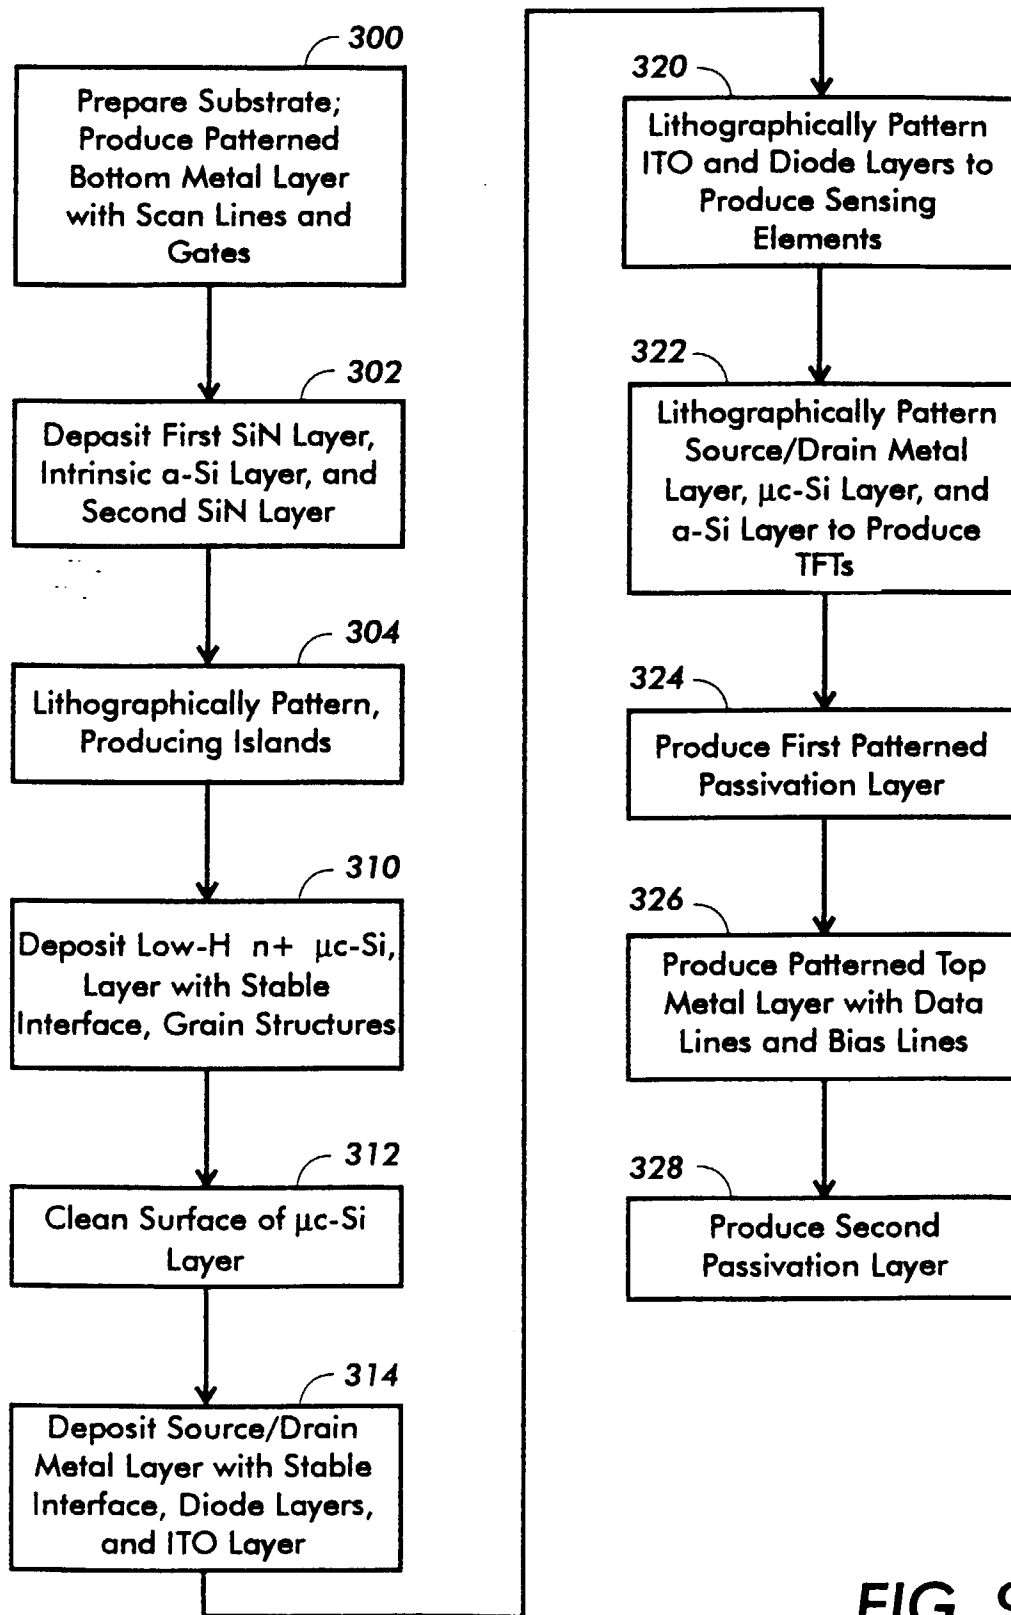 300
Prepare Substrate;
Produce Patterned
Bottom Metal Layer
with Scan Lines and
Gates
302
Depasit First SiN Layer,
Intrinsic a-Si Layer, and
Second SiN Layer
304
Lithographically Pattern,
Producing Islands
310
Deposit Low-H n+ µc-Si,
Layer with Stable
Interface, Grain Structures
312
Clean Surface of µc-Si
Layer
314
Deposit Source/Drain
Metal Layer with Stable
Interface, Diode Layers,
and ITO Layer
320
Lithographically Pattern
ITO and Diode Layers to
Produce Sensing
Elements
322
Lithographically Pattern
Source/Drain Metal
Layer, µc-Si Layer, and
a-Si Layer to Produce
TFTs
324
Produce First Patterned
Passivation Layer
326
Produce Patterned Top
Metal Layer with Data
Lines and Bias Lines
328
Produce Second
Passivation Layer
FIG.